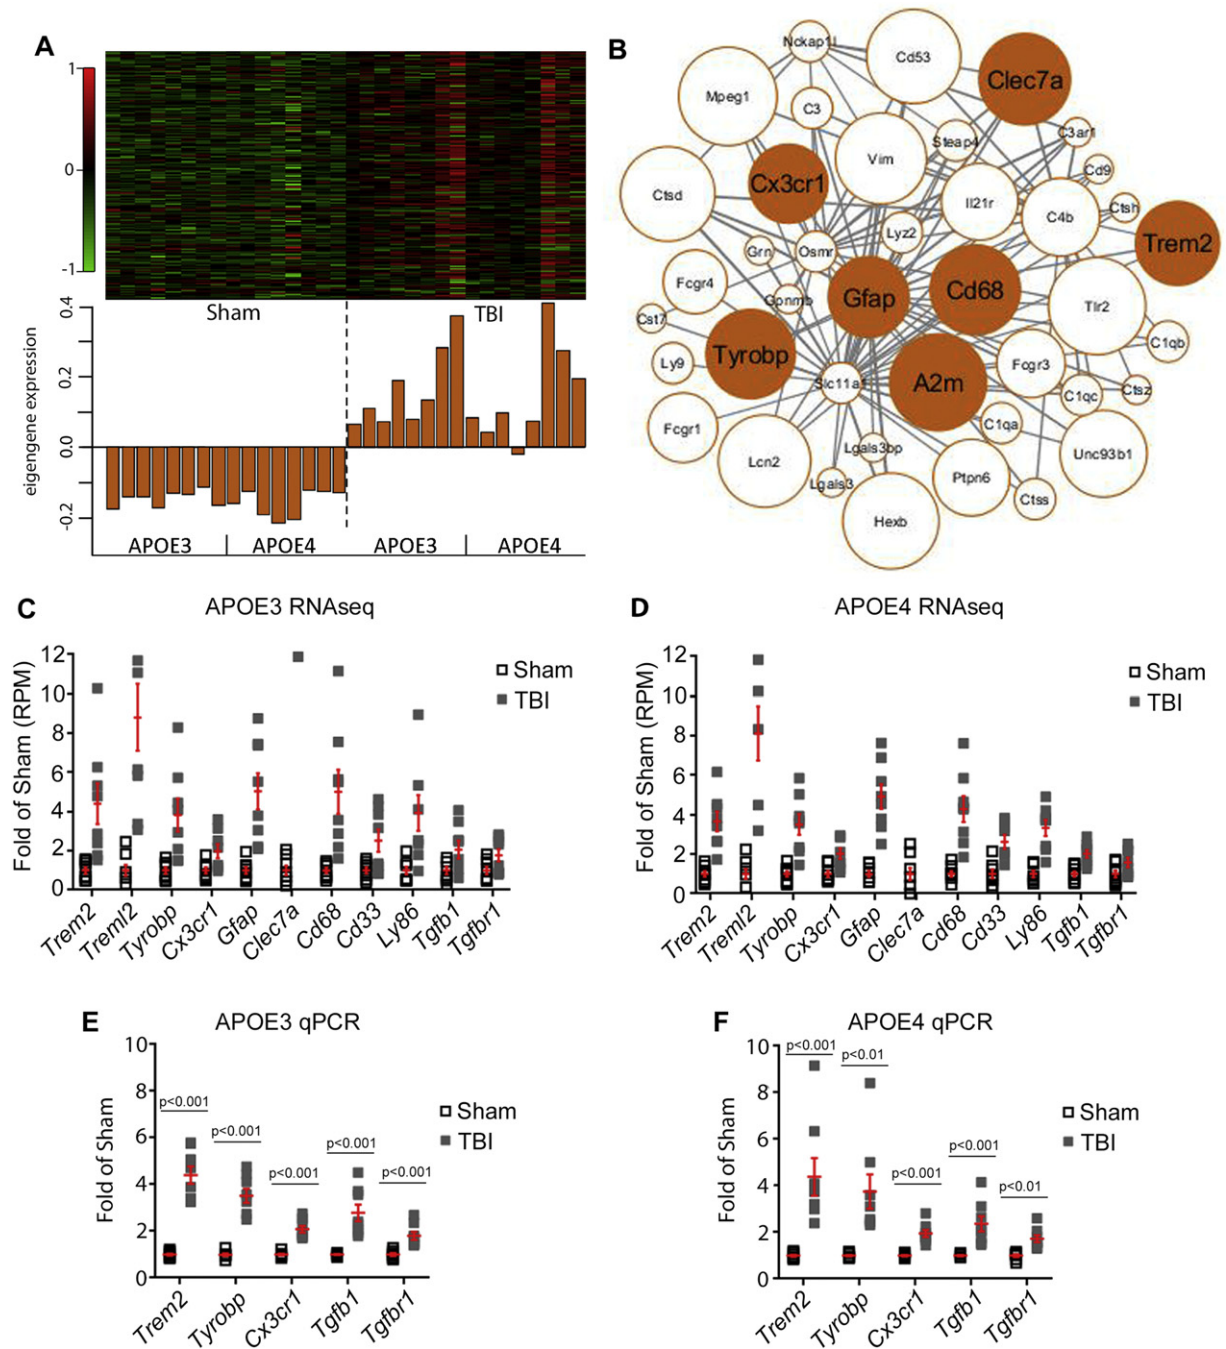 A
1
0
-1
Sham
TBI
eigengene expression
0.4
0.2
0.0
-0.2
APOE3
APOE4
APOE3
APOE4
B
Nckap1l
Cd53
Clec7a
Mpeg1
C3
C3ar1
Steap4
Vim
Cd9
Cx3cr1
Ctsd
Il21r
C4b
Ctsh
Lyz2
Trem2
Grn
Osmr
Fcgr4
Gpnmb
Gfap
Cd68
Tlr2
Cst7
C1qb
Tyrobp
Ly9
Fcgr3
Slc11a1
A2m
C1qc
Ctsz
C1qa
Fcgr1
Lgals3bp
Unc93b1
Lcn2
Ptpn6
Lgals3
Ctss
Hexb
C
APOE3 RNAseq
Fold of Sham (RPM)
12
10
8
6
4
2
0
Sham
TBI
Trem2
Treml2
Tyrobp
Cx3cr1
Gfap
Clec7a
Cd68
Cd33
Ly86
Tgfb1
Tgfbr1
D
APOE4 RNAseq
Fold of Sham (RPM)
12
10
8
6
4
2
0
Sham
TBI
Trem2
Treml2
Tyrobp
Cx3cr1
Gfap
Clec7a
Cd68
Cd33
Ly86
Tgfb1
Tgfbr1
E
APOE3 qPCR
Fold of Sham
10
8
6
4
2
0
p<0.001
p<0.001
p<0.001
p<0.001
p<0.001
Sham
TBI
Trem2
Tyrobp
Cx3cr1
Tgfb1
Tgfbr1
F
APOE4 qPCR
Fold of Sham
10
8
6
4
2
0
p<0.001
p<0.01
p<0.001
p<0.001
p<0.01
Sham
TBI
Trem2
Tyrobp
Cx3cr1
Tgfb1
Tgfbr1